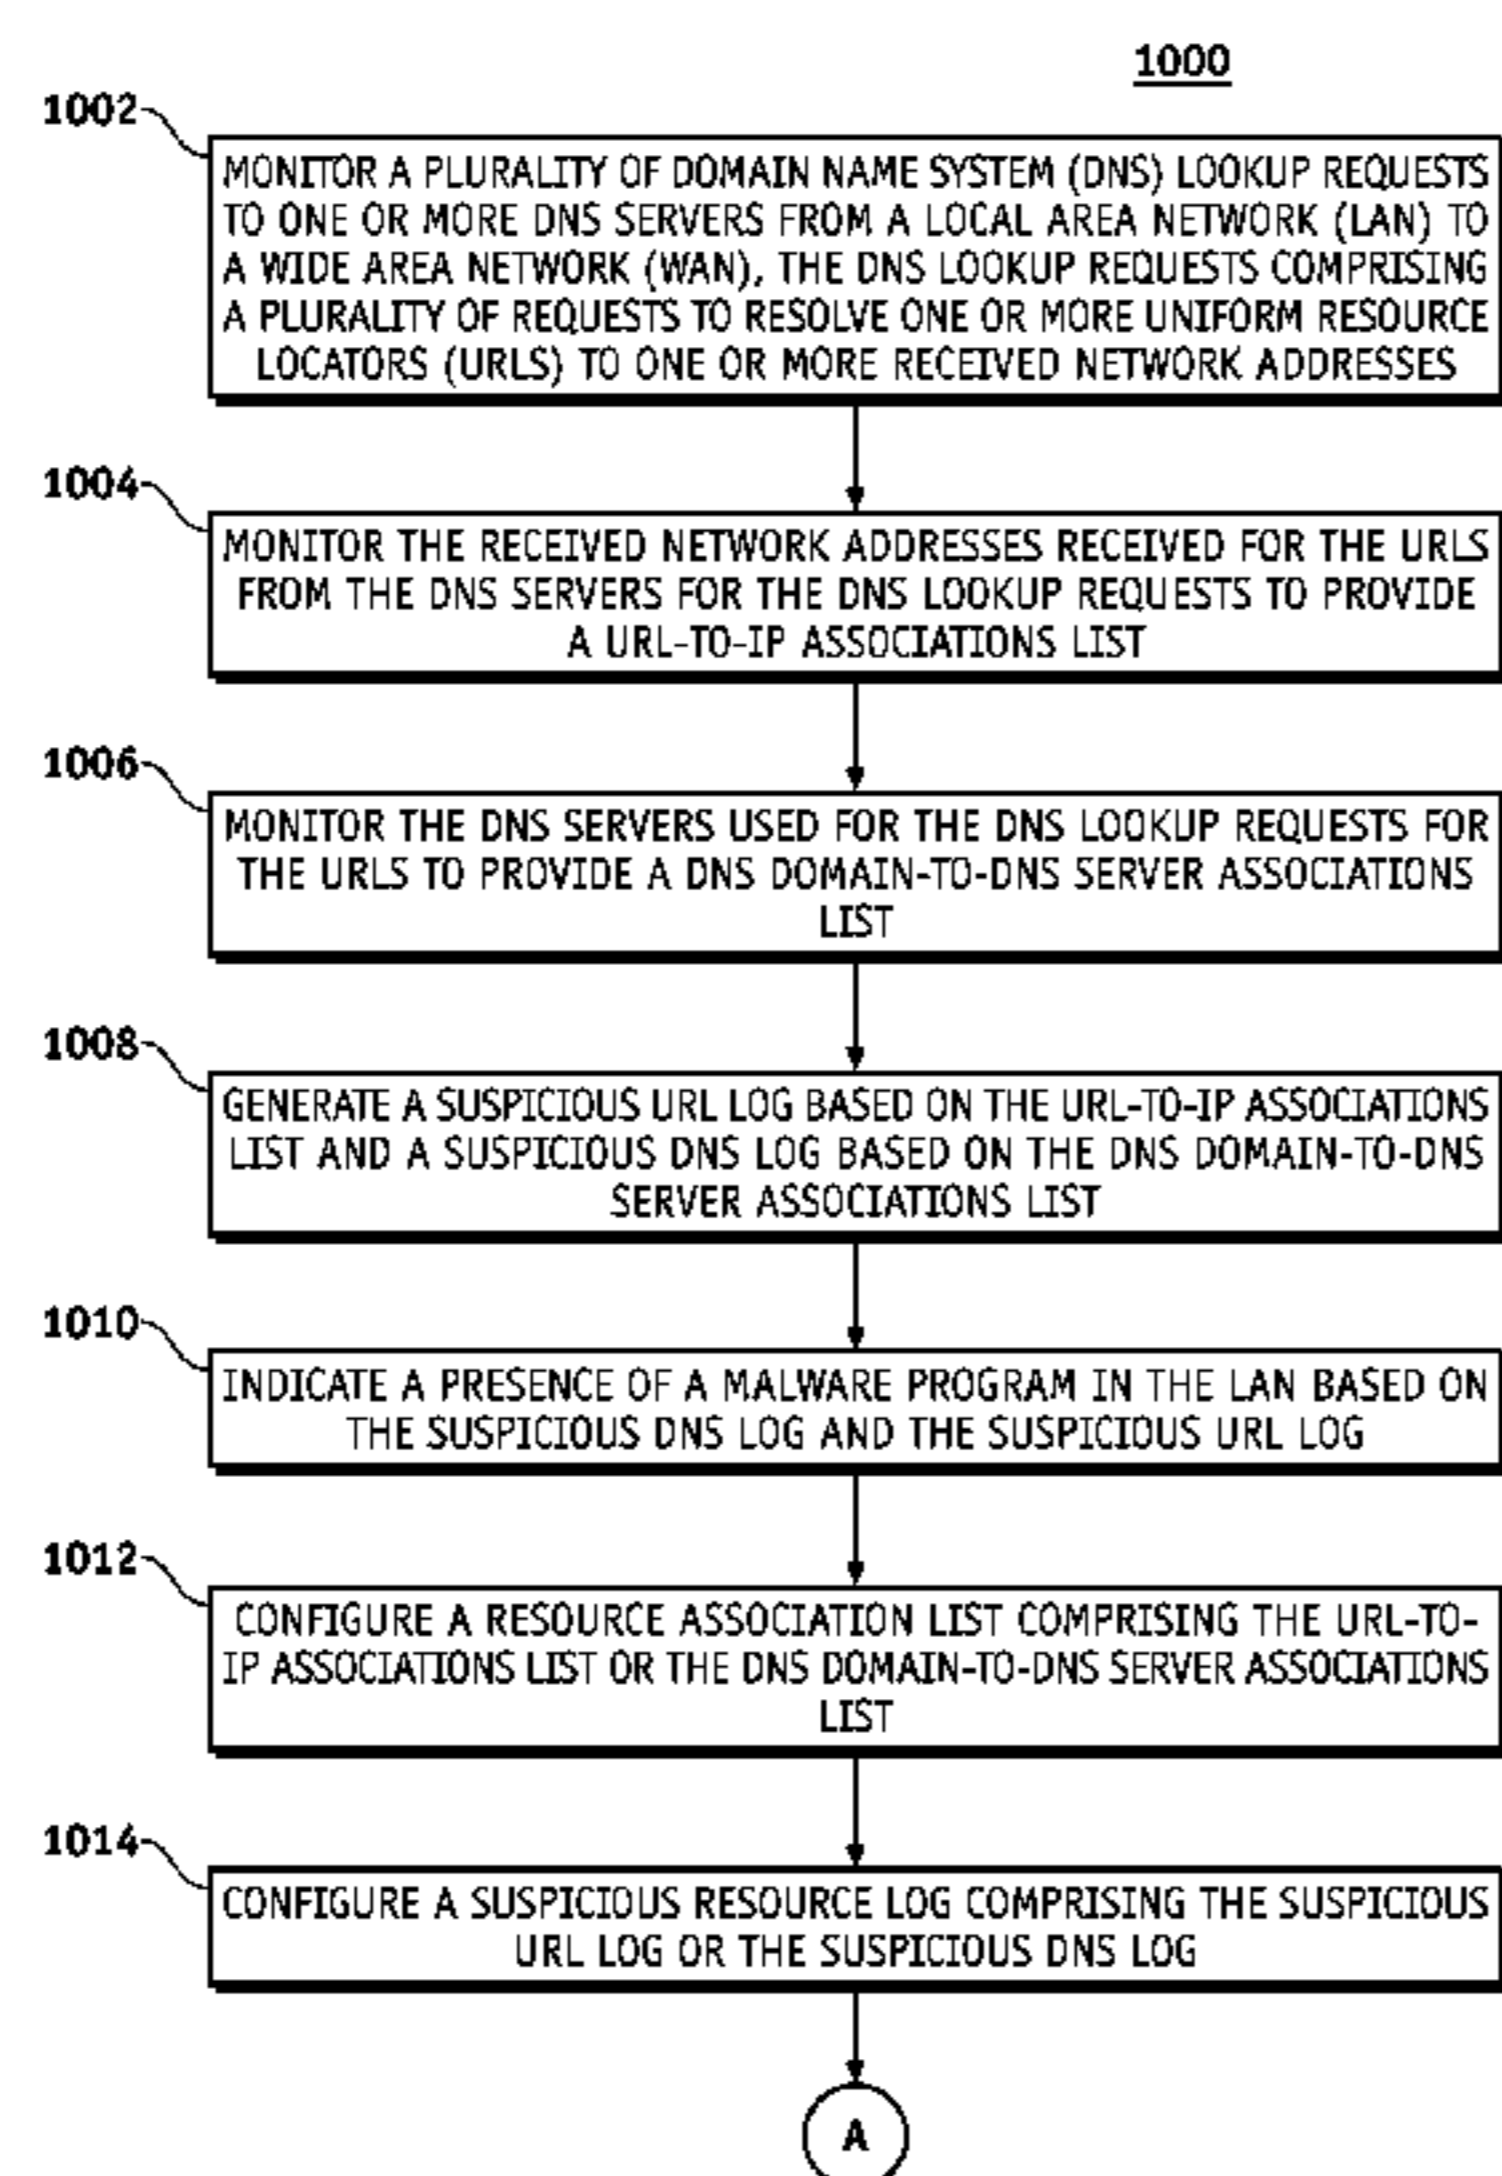 1000
1002
MONITOR A PLURALITY OF DOMAIN NAME SYSTEM (DNS) LOOKUP REQUESTS
TO ONE OR MORE DNS SERVERS FROM A LOCAL AREA NETWORK (LAN) TO
A WIDE AREA NETWORK (WAN), THE DNS LOOKUP REQUESTS COMPRISING
A PLURALITY OF REQUESTS TO RESOLVE ONE OR MORE UNIFORM RESOURCE
LOCATORS (URLS) TO ONE OR MORE RECEIVED NETWORK ADDRESSES
1004
MONITOR THE RECEIVED NETWORK ADDRESSES RECEIVED FOR THE URLS
FROM THE DNS SERVERS FOR THE DNS LOOKUP REQUESTS TO PROVIDE
A URL-TO-IP ASSOCIATIONS LIST
1006
MONITOR THE DNS SERVERS USED FOR THE DNS LOOKUP REQUESTS FOR
THE URLS TO PROVIDE A DNS DOMAIN-TO-DNS SERVER ASSOCIATIONS
LIST
1008
GENERATE A SUSPICIOUS URL LOG BASED ON THE URL-TO-IP ASSOCIATIONS
LIST AND A SUSPICIOUS DNS LOG BASED ON THE DNS DOMAIN-TO-DNS
SERVER ASSOCIATIONS LIST
1010
INDICATE A PRESENCE OF A MALWARE PROGRAM IN THE LAN BASED ON
THE SUSPICIOUS DNS LOG AND THE SUSPICIOUS URL LOG
1012
CONFIGURE A RESOURCE ASSOCIATION LIST COMPRISING THE URL-TO-
IP ASSOCIATIONS LIST OR THE DNS DOMAIN-TO-DNS SERVER ASSOCIATIONS
LIST
1014
CONFIGURE A SUSPICIOUS RESOURCE LOG COMPRISING THE SUSPICIOUS
URL LOG OR THE SUSPICIOUS DNS LOG
A